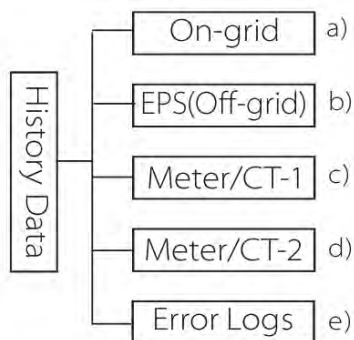 History Data
On-grid a)
EPS(Off-grid) b)
Meter/CT-1 c)
Meter/CT-2 d)
Error Logs e)